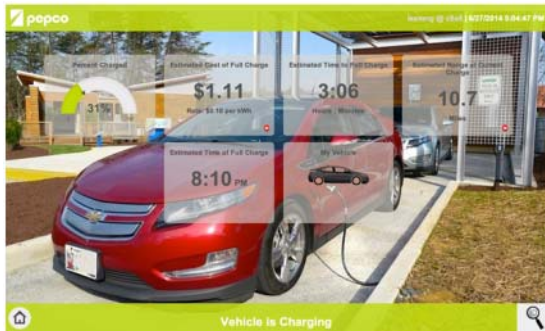 pepco
6/27/2014 5:04:47 PM
Percent Charged
31%
Estimated Cost of Full Charge
$1.11
Rate: $0.10 per kWh
Estimated Time to Full Charge
3:06
Hours : Minutes
Estimated Range at Current
Charge
10.7
Miles
Estimated Time of Full Charge
8:10 PM
My Vehicle
Vehicle is Charging